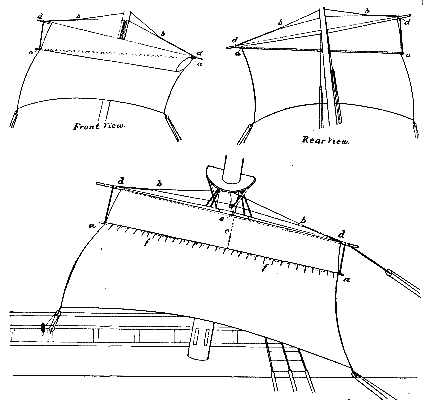 d b b d
a a
Front View.
b b d
d
d a
Rear View.
d b b d
e
a c
f f a